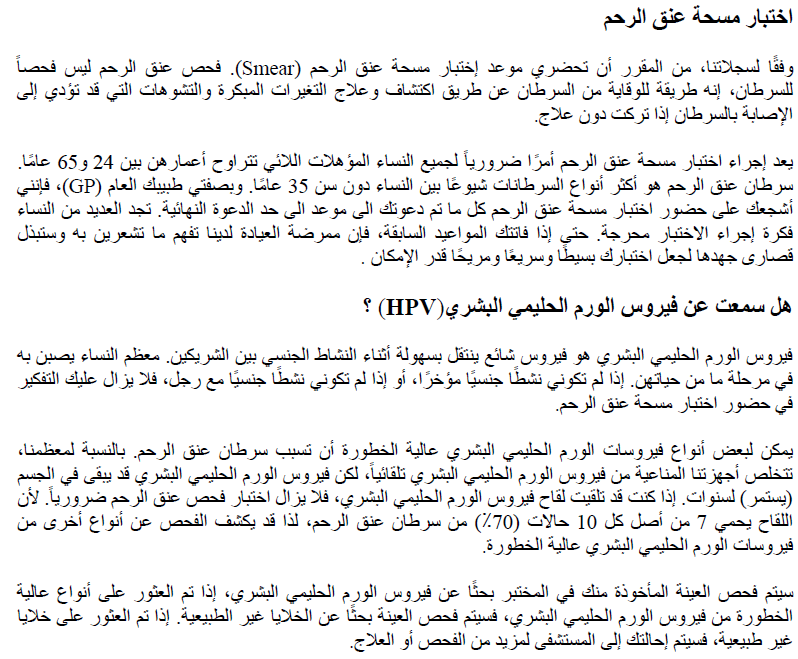 اختبار مسحة عنق الرحم
وفقًا لسجلاتنا، من المقرر أن تحضري موعد إختبار مسحة عنق الرحم (Smear). فحص عنق الرحم ليس فحصاً
للسرطان، إنه طريقة للوقاية من السرطان عن طريق اكتشاف وعلاج التغيرات المبكرة والتشوهات التي قد تؤدي إلى
الإصابة بالسرطان إذا تركت دون علاج.
يعد إجراء اختبار مسحة عنق الرحم أمرًا ضرورياً لجميع النساء المؤهلات اللائي تتراوح أعمارهن بين 24 و65 عامًا.
سرطان عنق الرحم هو أكثر أنواع السرطانات شيوعًا بين النساء دون سن 35 عامًا. وبصفتي طبيبك العام (GP)، فإنني
أشجعك على حضور اختبار مسحة عنق الرحم كل ما تم دعوتك الى موعد الى حد الدعوة النهائية. تجد العديد من النساء
فكرة إجراء الاختبار محرجة. حتى إذا فاتتك المواعيد السابقة، فإن ممرضة العيادة لدينا تفهم ما تشعرين به وستبذل
قصارى جهدها لجعل اختبارك بسيطًا وسريعًا ومريحًا قدر الإمكان .
هل سمعت عن فيروس الورم الحليمي البشري(HPV) ؟
فيروس الورم الحليمي البشري هو فيروس شائع ينتقل بسهولة أثناء النشاط الجنسي بين الشريكين. معظم النساء يصبن به
في مرحلة ما من حياتهن. إذا لم تكوني نشطًا جنسيًا مؤخرًا، أو إذا لم تكوني نشطًا جنسيًا مع رجل، فلا يزال عليك التفكير
في حضور اختبار مسحة عنق الرحم.
يمكن لبعض أنواع فيروسات الورم الحليمي البشري عالية الخطورة أن تسبب سرطان عنق الرحم. بالنسبة لمعظمنا،
تتخلص أجهزتنا المناعية من فيروس الورم الحليمي البشري تلقائياً، لكن فيروس الورم الحليمي البشري قد يبقى في الجسم
(يستمر) لسنوات. إذا كنت قد تلقيت لقاح فيروس الورم الحليمي البشري، فلا يزال اختبار فحص عنق الرحم ضرورياً. لأن
اللقاح يحمي 7 من أصل كل 10 حالات (70٪) من سرطان عنق الرحم، لذا قد يكشف الفحص عن أنواع أخرى من
فيروسات الورم الحليمي البشري عالية الخطورة.
سيتم فحص العينة المأخوذة منك في المختبر بحثًا عن فيروس الورم الحليمي البشري، إذا تم العثور على أنواع عالية
الخطورة من فيروس الورم الحليمي البشري، فسيتم فحص العينة بحثًا عن الخلايا غير الطبيعية. إذا تم العثور على خلايا
غير طبيعية، فسيتم إحالتك إلى المستشفى لمزيد من الفحص أو العلاج.